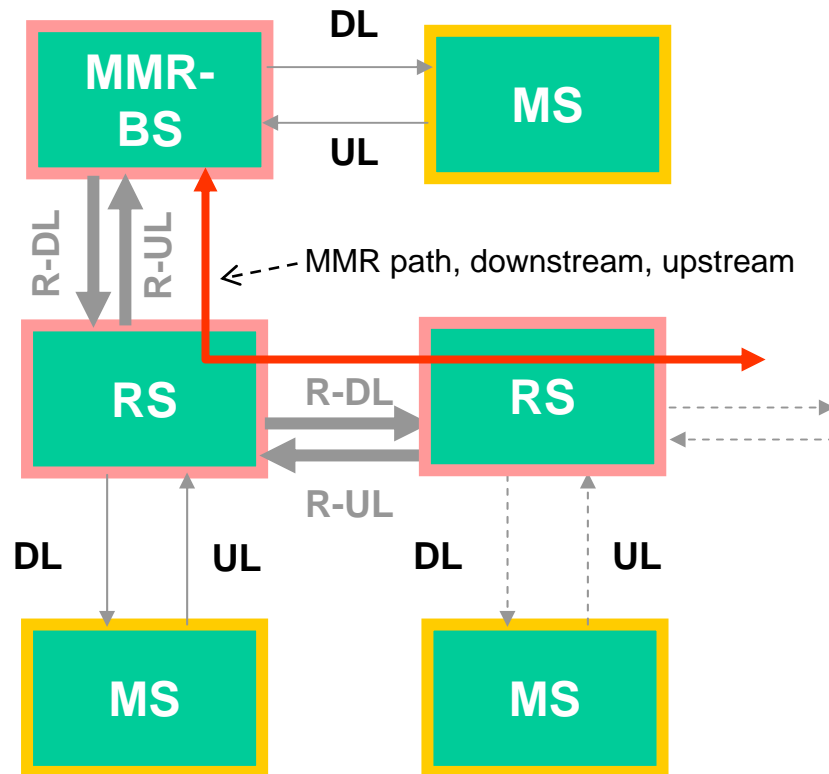 DL
MMR-
BS
MS
UL
R-DL
R-UL
MMR path, downstream, upstream
RS
R-DL
RS
R-UL
DL
UL
DL
UL
MS
MS